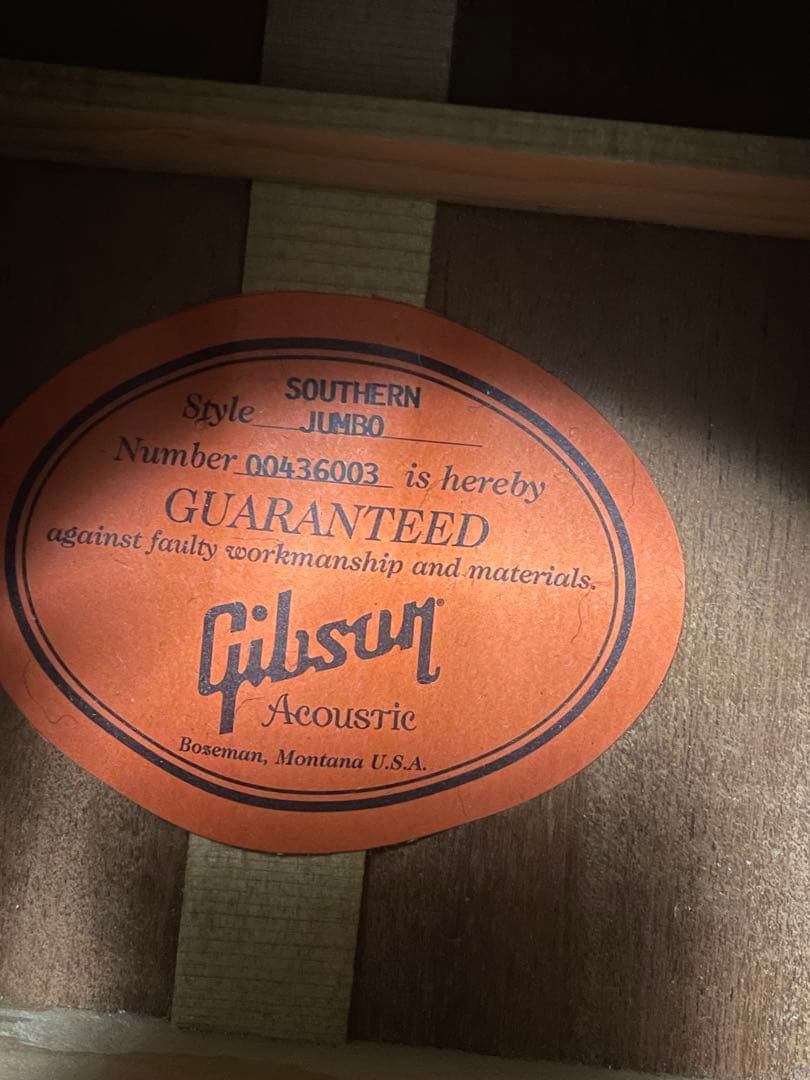 Style SOUTHERN JUMBO
Number 00436003 is hereby
GUARANTEED
against faulty workmanship and materials.
Gibson®
Acoustic
Bozeman, Montana U.S.A.